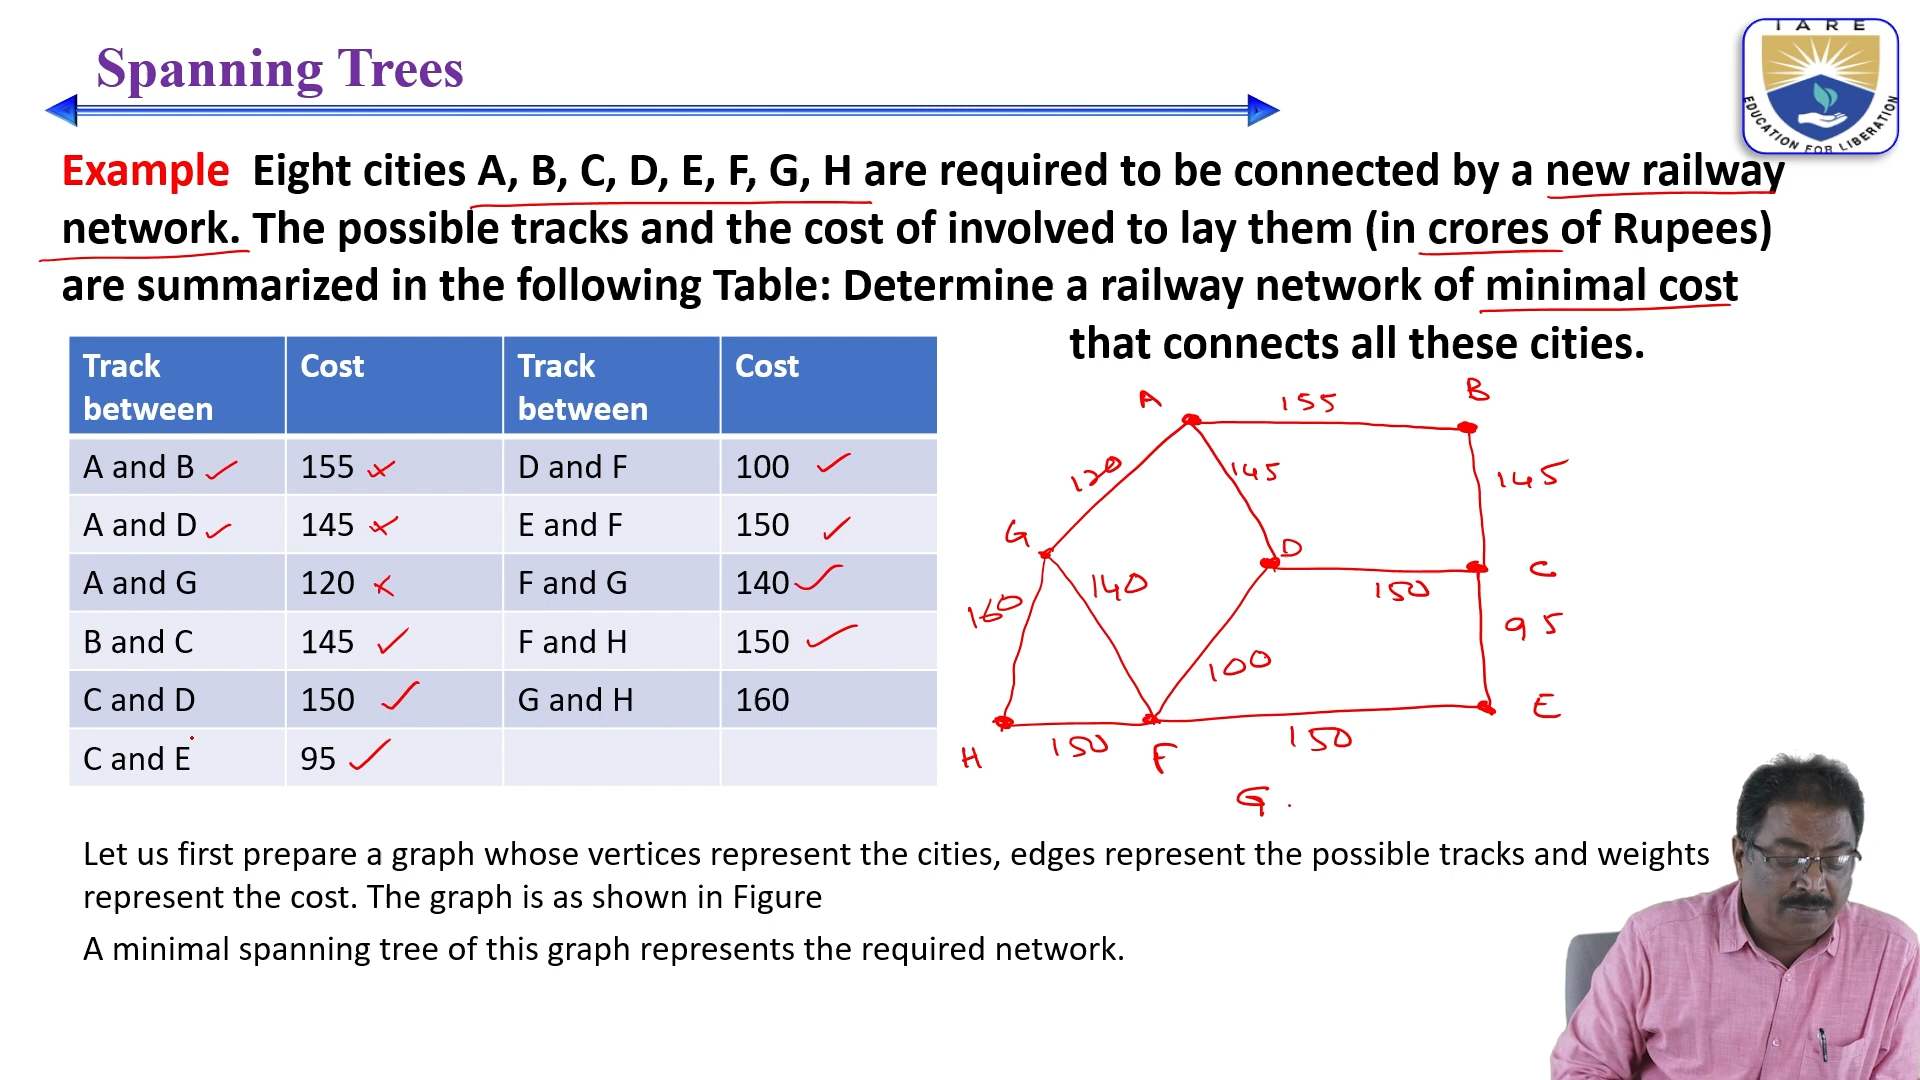 Spanning Trees
IARE
EDUCATION FOR LIBERATION
Example Eight cities A, B, C, D, E, F, G, H are required to be connected by a new railway
network. The possible tracks and the cost of involved to lay them (in crores of Rupees)
are summarized in the following Table: Determine a railway network of minimal cost
that connects all these cities.
Track between Cost Track between Cost
A and B 155 D and F 100
A and D 145 E and F 150
A and G 120 F and G 140
B and C 145 F and H 150
C and D 150 G and H 160
C and E 95
A 155 B
120 145 145
G D C
160 140 150 95
100
H 150 F 150 E
G.
Let us first prepare a graph whose vertices represent the cities, edges represent the possible tracks and weights
represent the cost. The graph is as shown in Figure
A minimal spanning tree of this graph represents the required network.